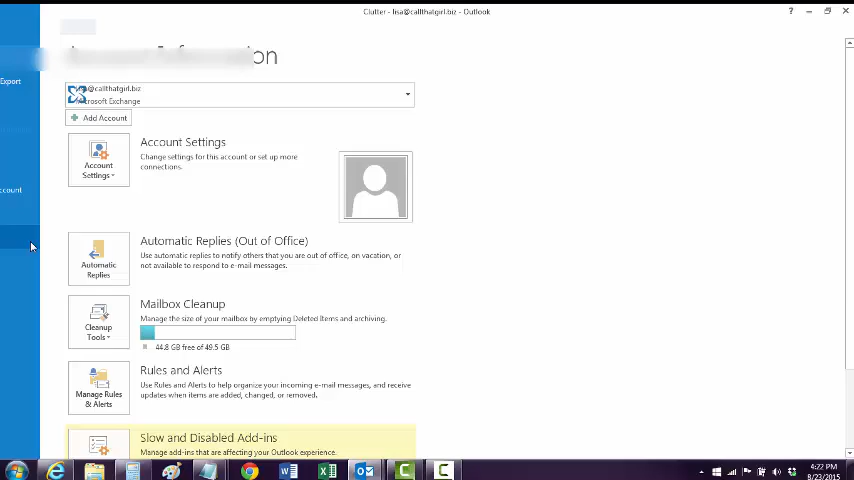 Clutter - lisa@callthatgirl.biz - Outlook
Export
sa@callthatgirl.biz
Microsoft Exchange
Add Account
Account Settings
Change settings for this account or set up more
connections.
Account
Settings
ccount
Automatic Replies (Out of Office)
Use automatic replies to notify others that you are out of office, on vacation, or
not available to respond to e-mail messages.
Automatic
Replies
Mailbox Cleanup
Manage the size of your mailbox by emptying Deleted Items and archiving.
Cleanup
Tools
44.8 GB free of 49.5 GB
Rules and Alerts
Use Rules and Alerts to help organize your incoming e-mail messages, and receive
updates when items are added, changed, or removed.
Manage Rules
& Alerts
Slow and Disabled Add-ins
Manage add-ins that are affecting your Outlook experience.
4:22 PM
8/23/2015